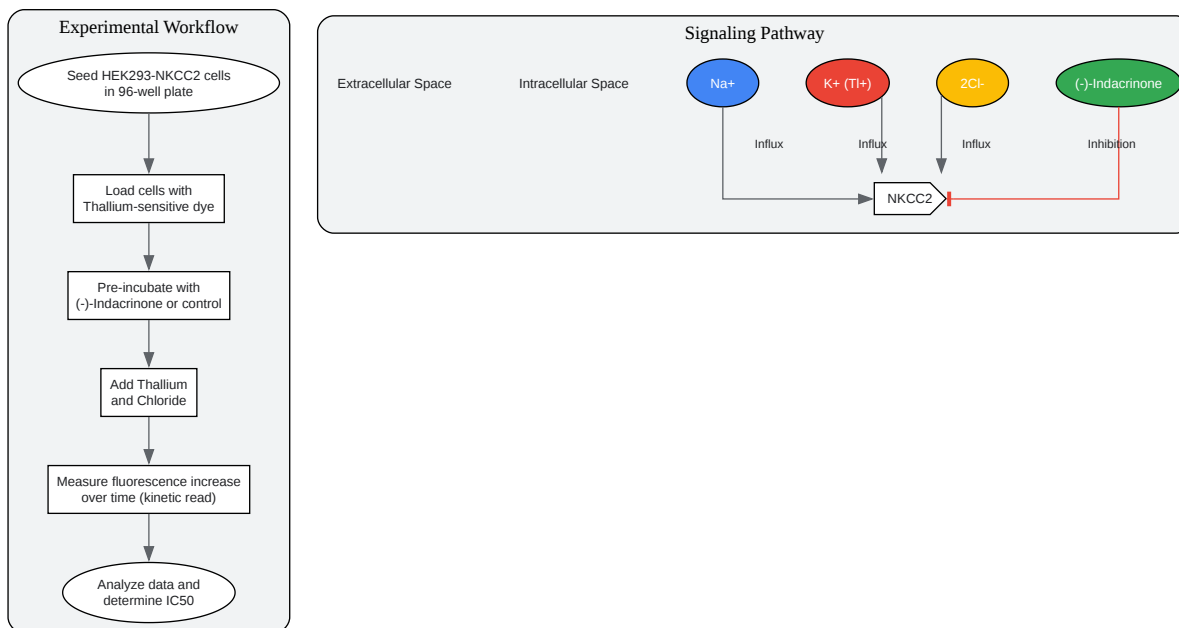 Experimental Workflow
Seed HEK293-NKCC2 cells
in 96-well plate
Load cells with
Thallium-sensitive dye
Pre-incubate with
(-)-Indacrinone or control
Add Thallium
and Chloride
Measure fluorescence increase
over time (kinetic read)
Analyze data and
determine IC50
Signaling Pathway
Extracellular Space
Intracellular Space
Na+
K+ (Tl+)
2Cl-
(-)-Indacrinone
Influx
Influx
Influx
Inhibition
NKCC2